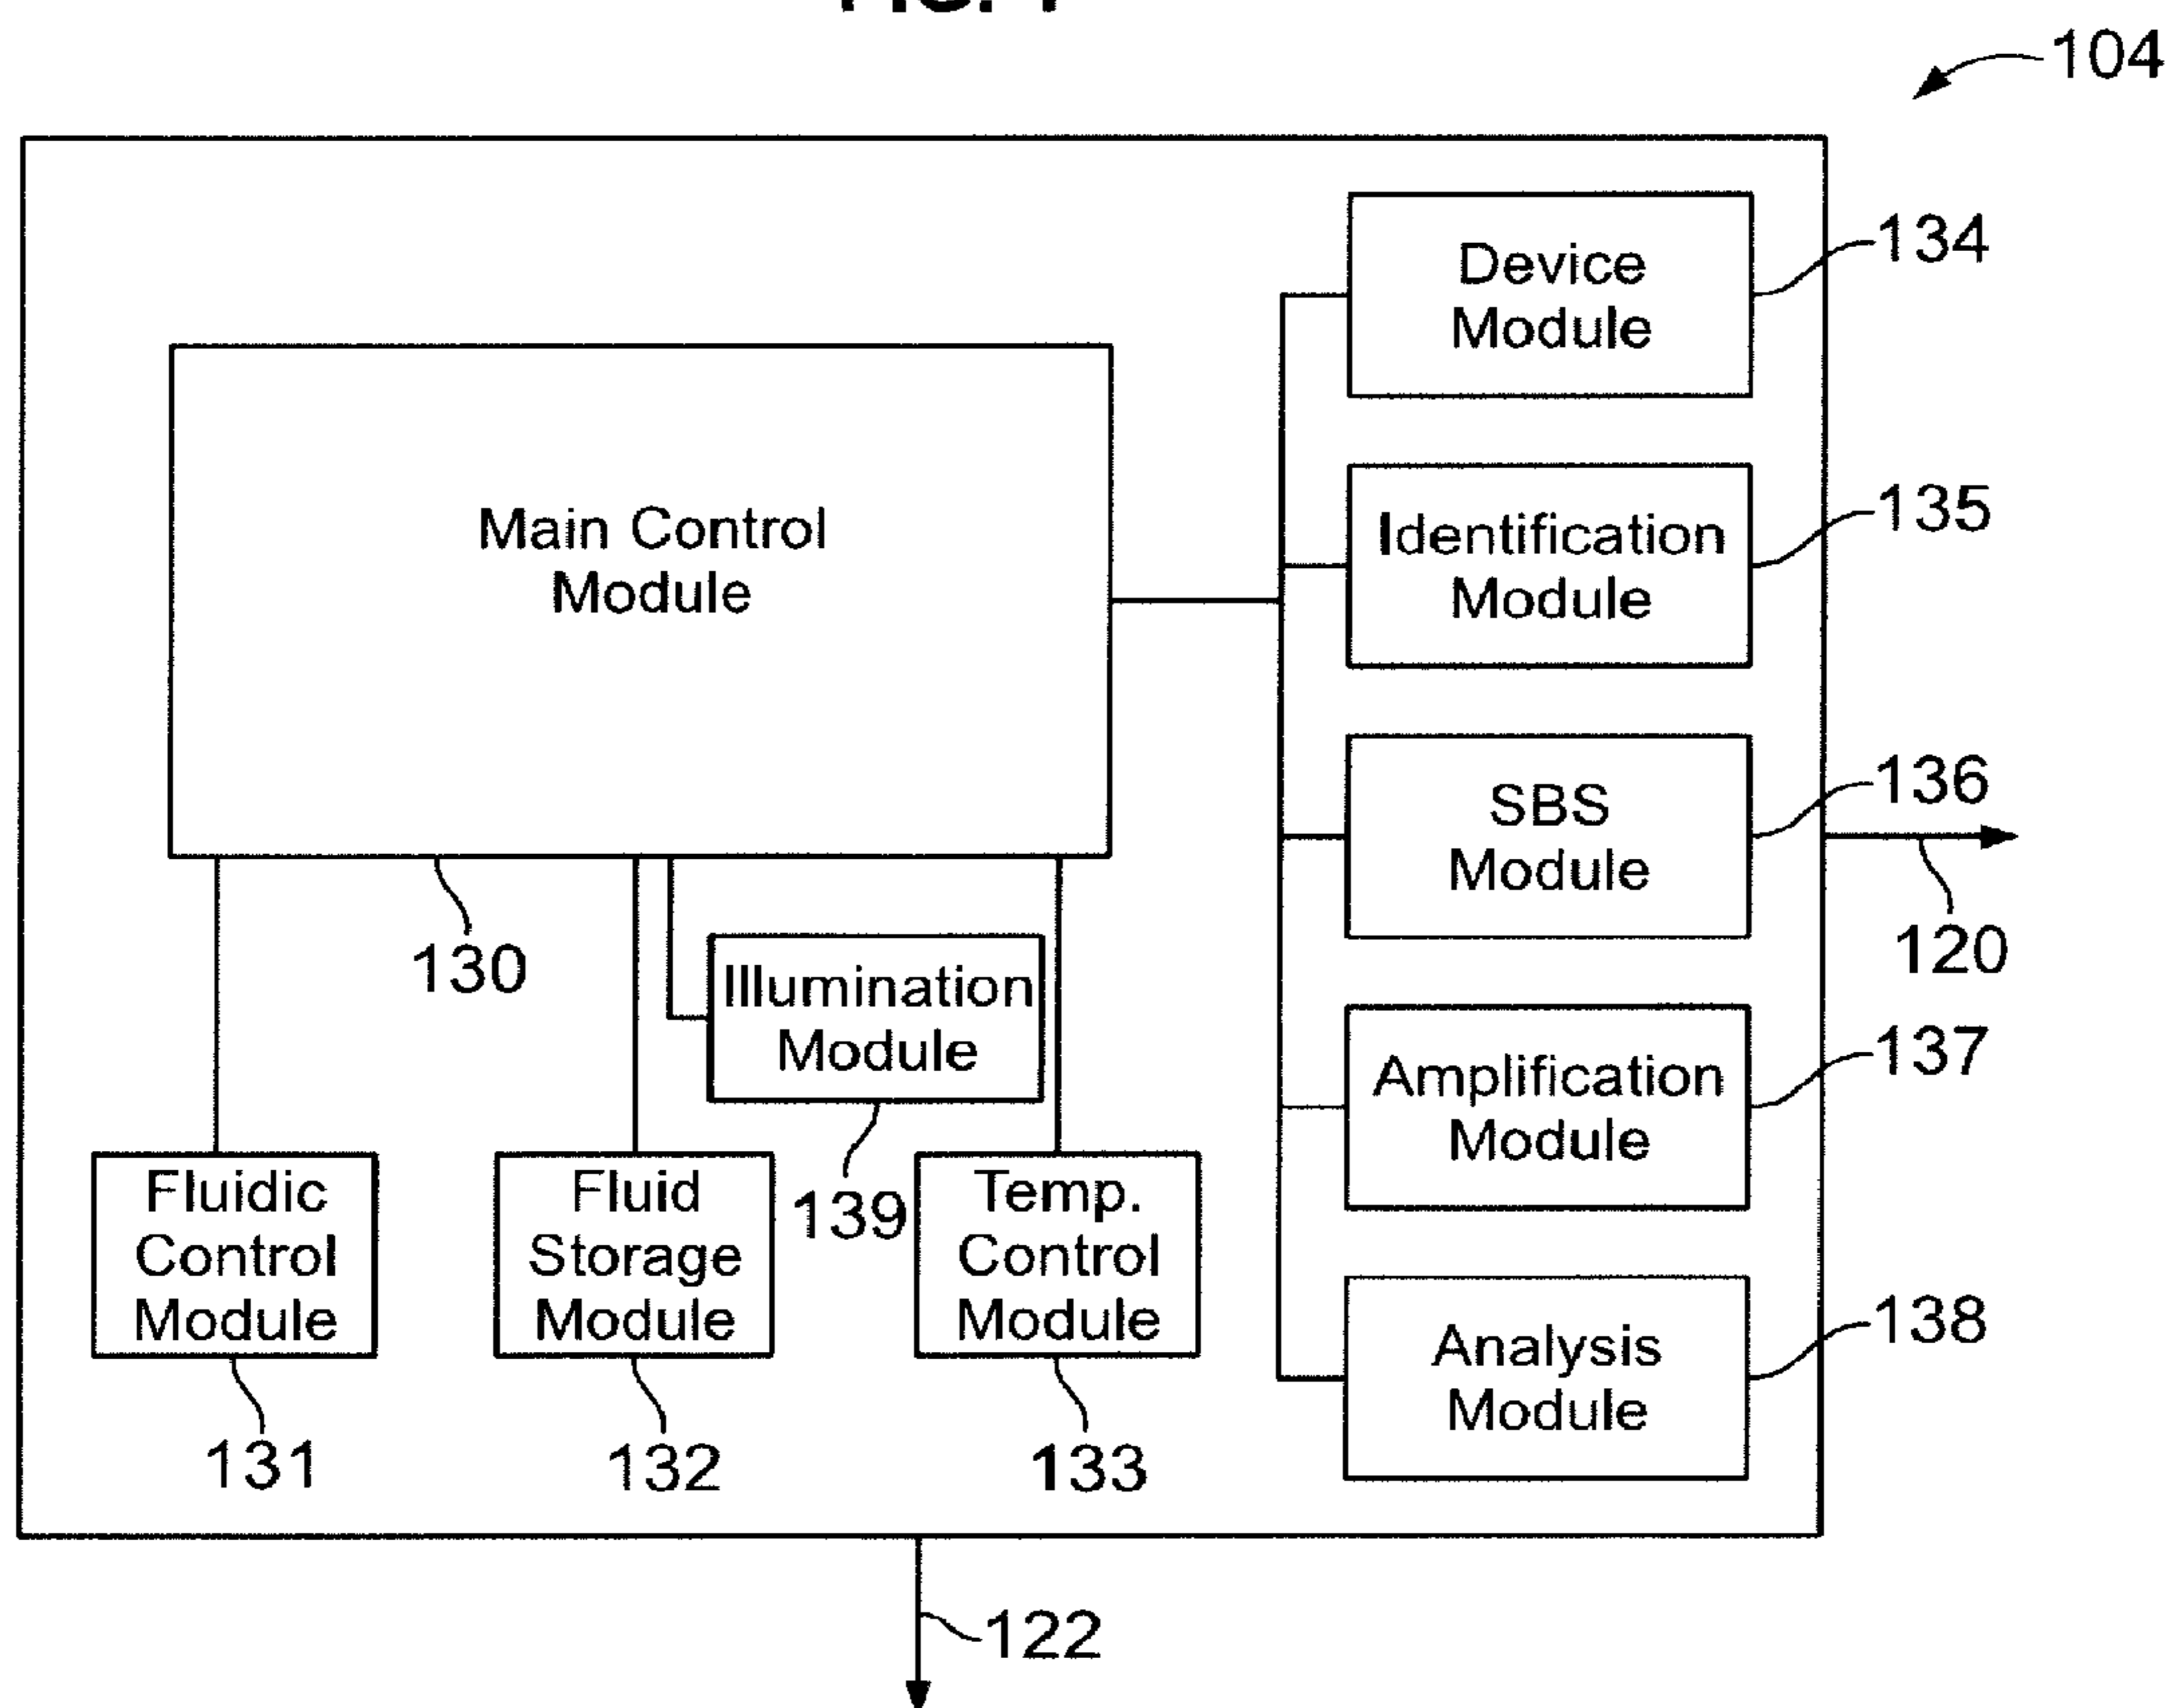 104
Device
Module
134
Identification
Module
135
Main Control
Module
SBS
Module
136
120
130
Illumination
Module
139
Amplification
Module
137
Fluidic
Control
Module
131
Fluid
Storage
Module
132
Temp.
Control
Module
133
Analysis
Module
138
122